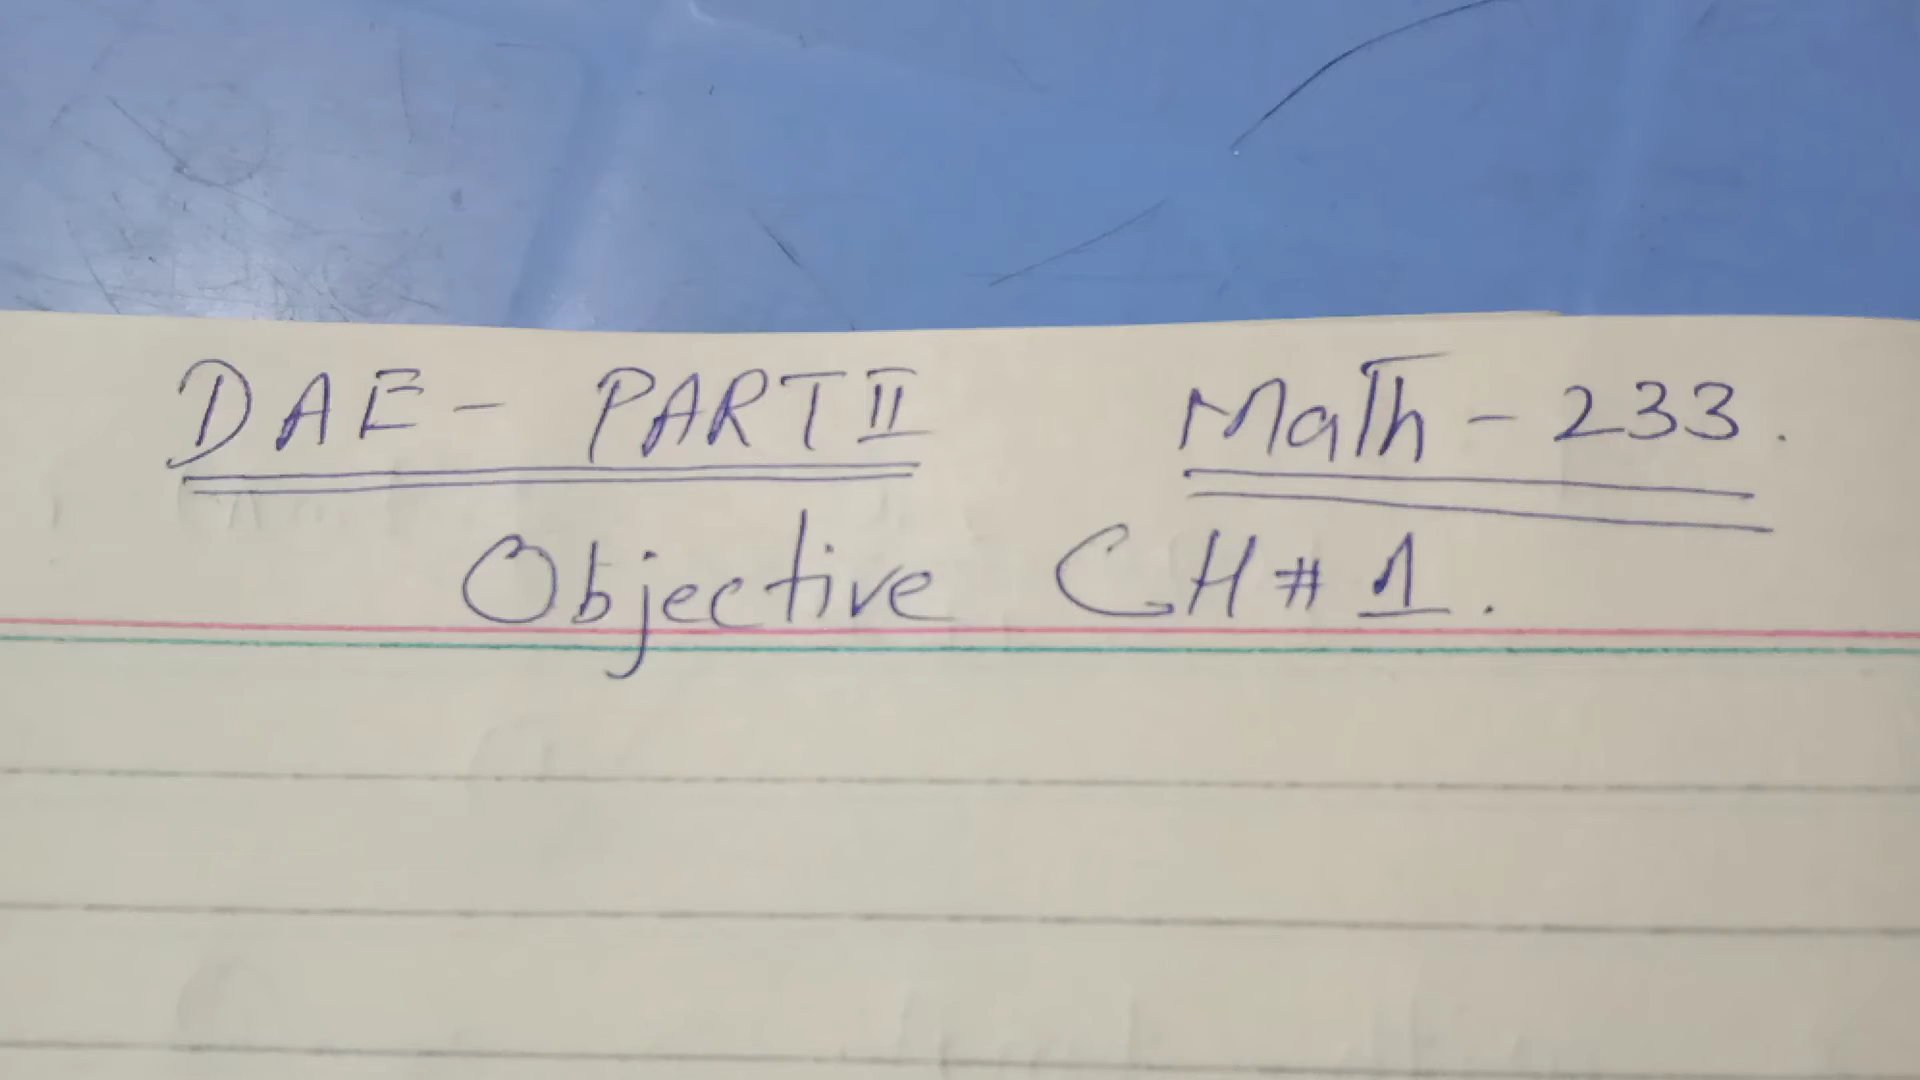 DAE - PART II Math - 233.
Objective CH # 1.